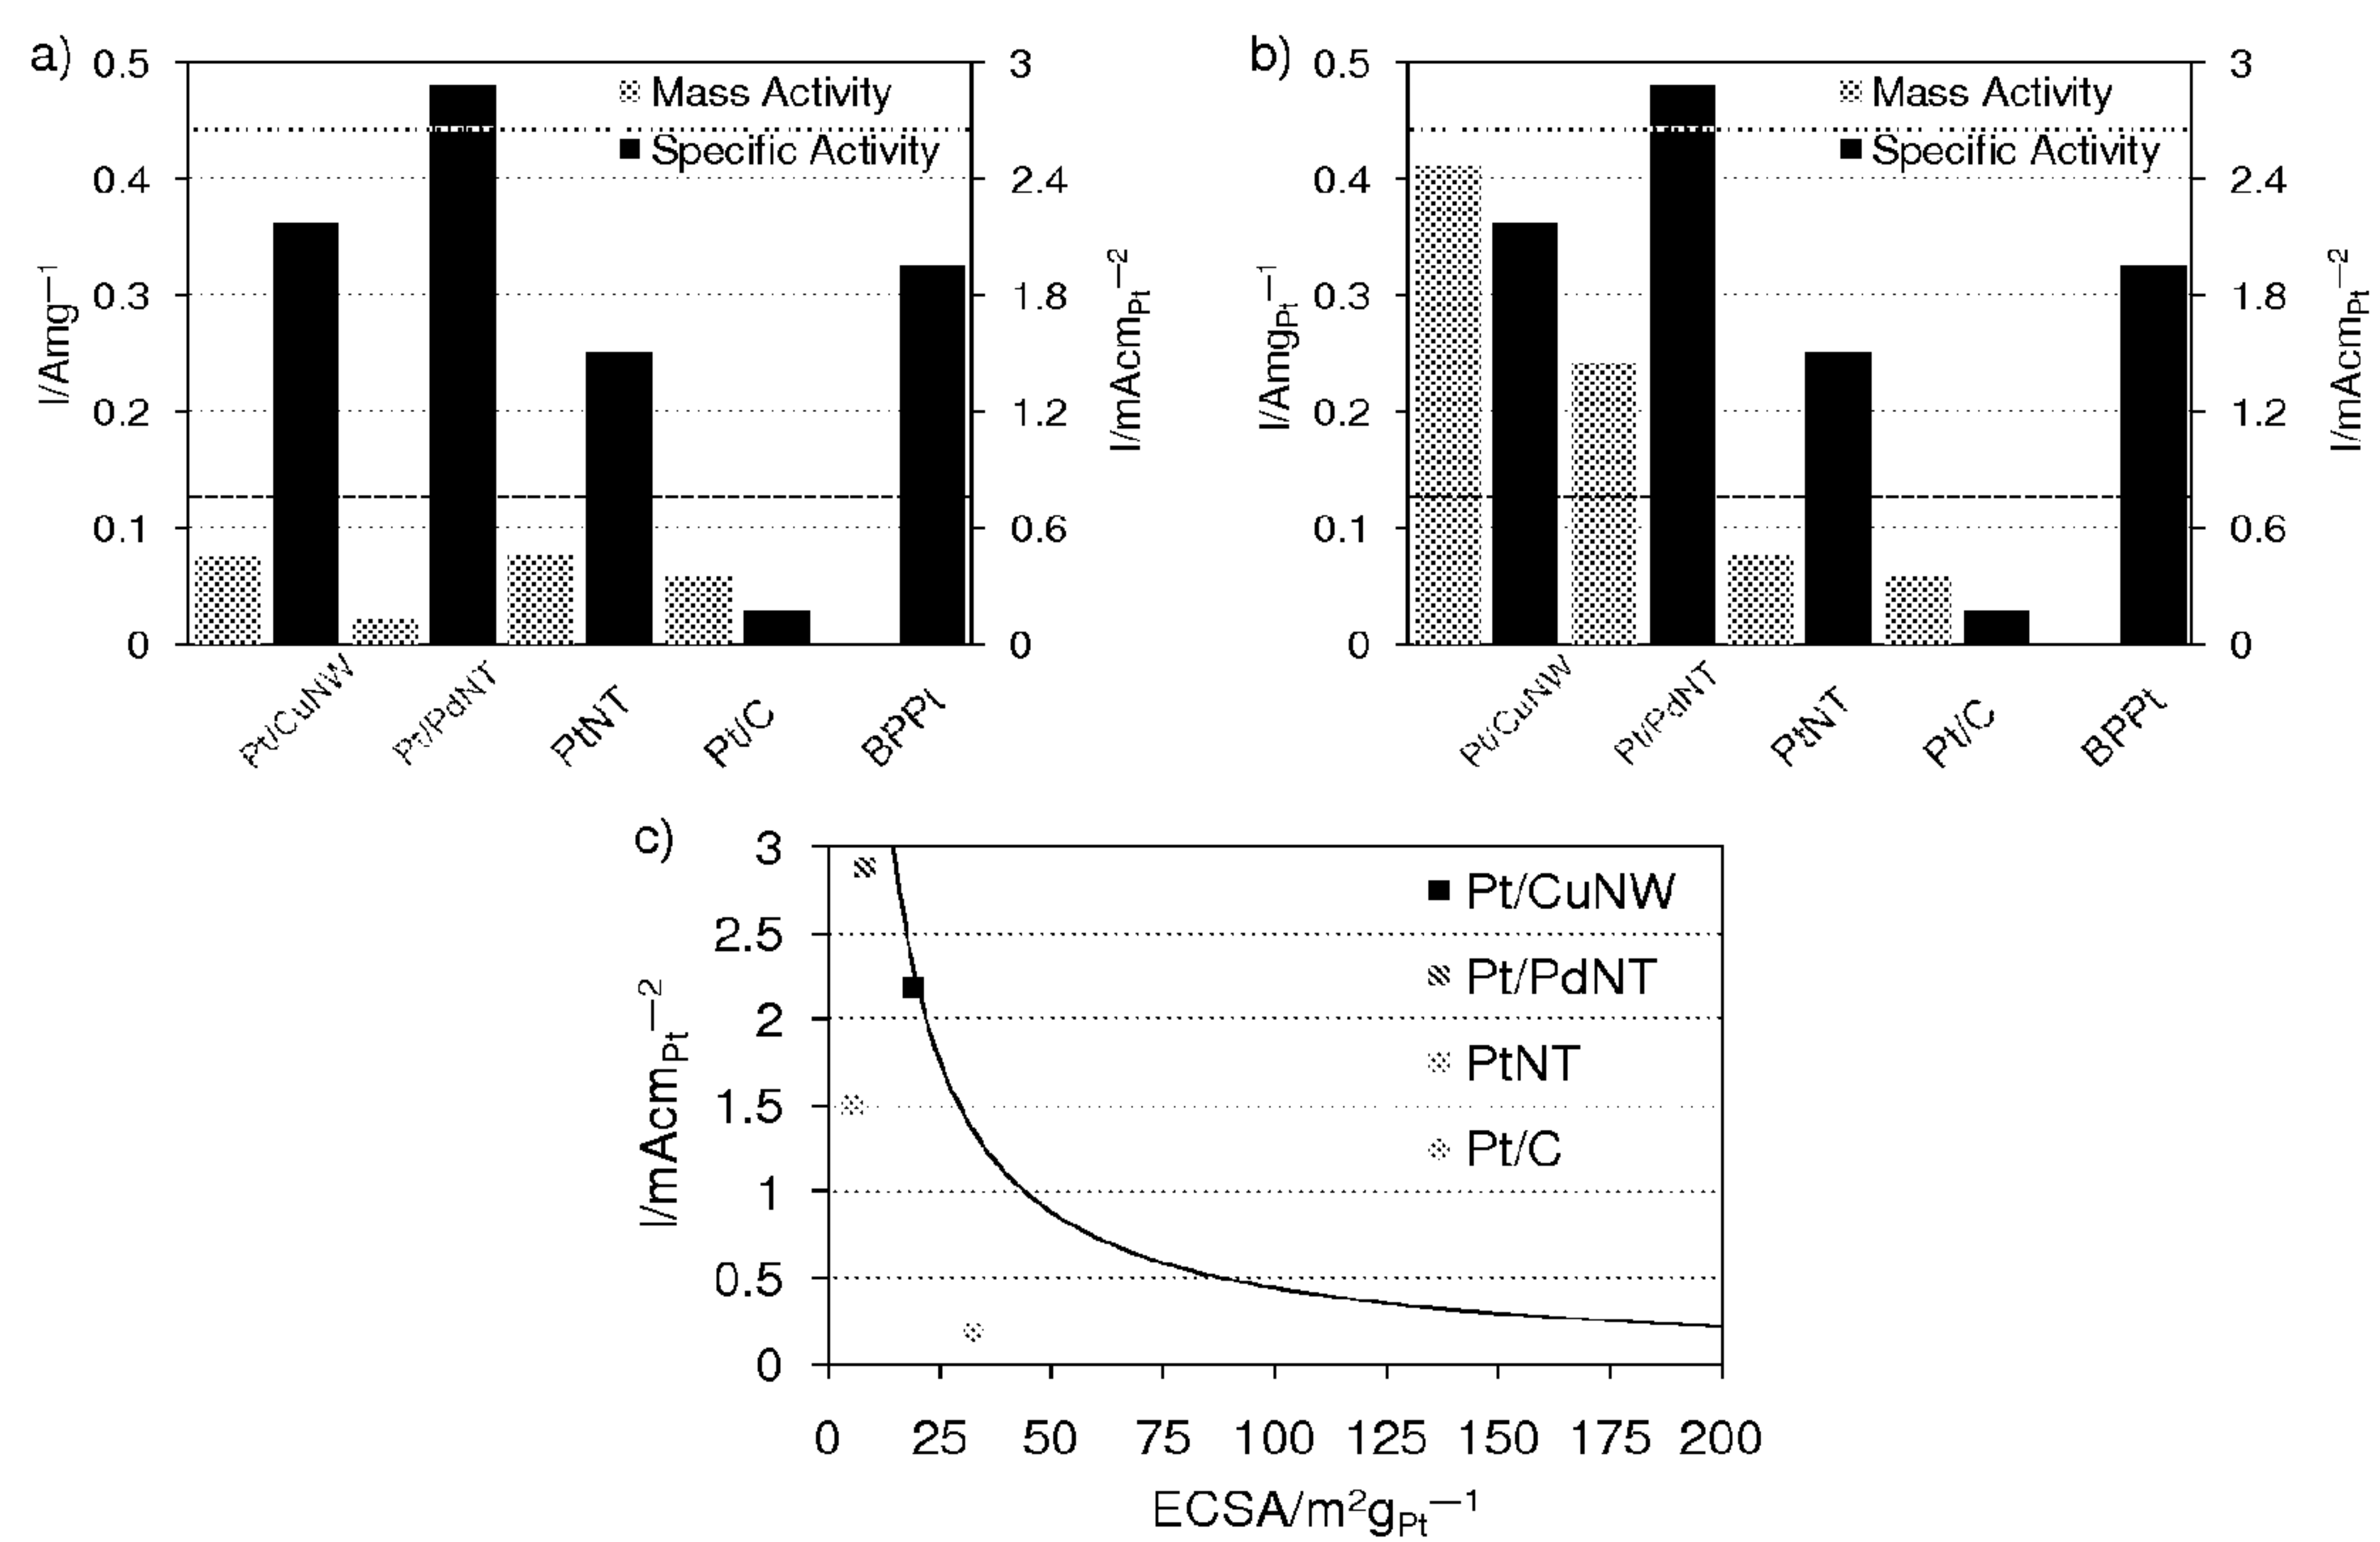 a)
0.5
0.4
0.3
0.2
0.1
0
I/Amg—1
Mass Activity
Specific Activity
3
2.4
1.8
1.2
0.6
0
I/mAcmPt—2
Pt/CuNW
Pt/PdNT
PtNT
Pt/C
BPPt
b)
0.5
0.4
0.3
0.2
0.1
0
I/AmgPt—1
Mass Activity
Specific Activity
3
2.4
1.8
1.2
0.6
0
I/mAcmPt—2
Pt/CuNW
Pt/PdNT
PtNT
Pt/C
BPPt
c)
3
2.5
2
1.5
1
0.5
0
I/mAcmPt—2
Pt/CuNW
Pt/PdNT
PtNT
Pt/C
0 25 50 75 100 125 150 175 200
ECSA/m²gPt—1